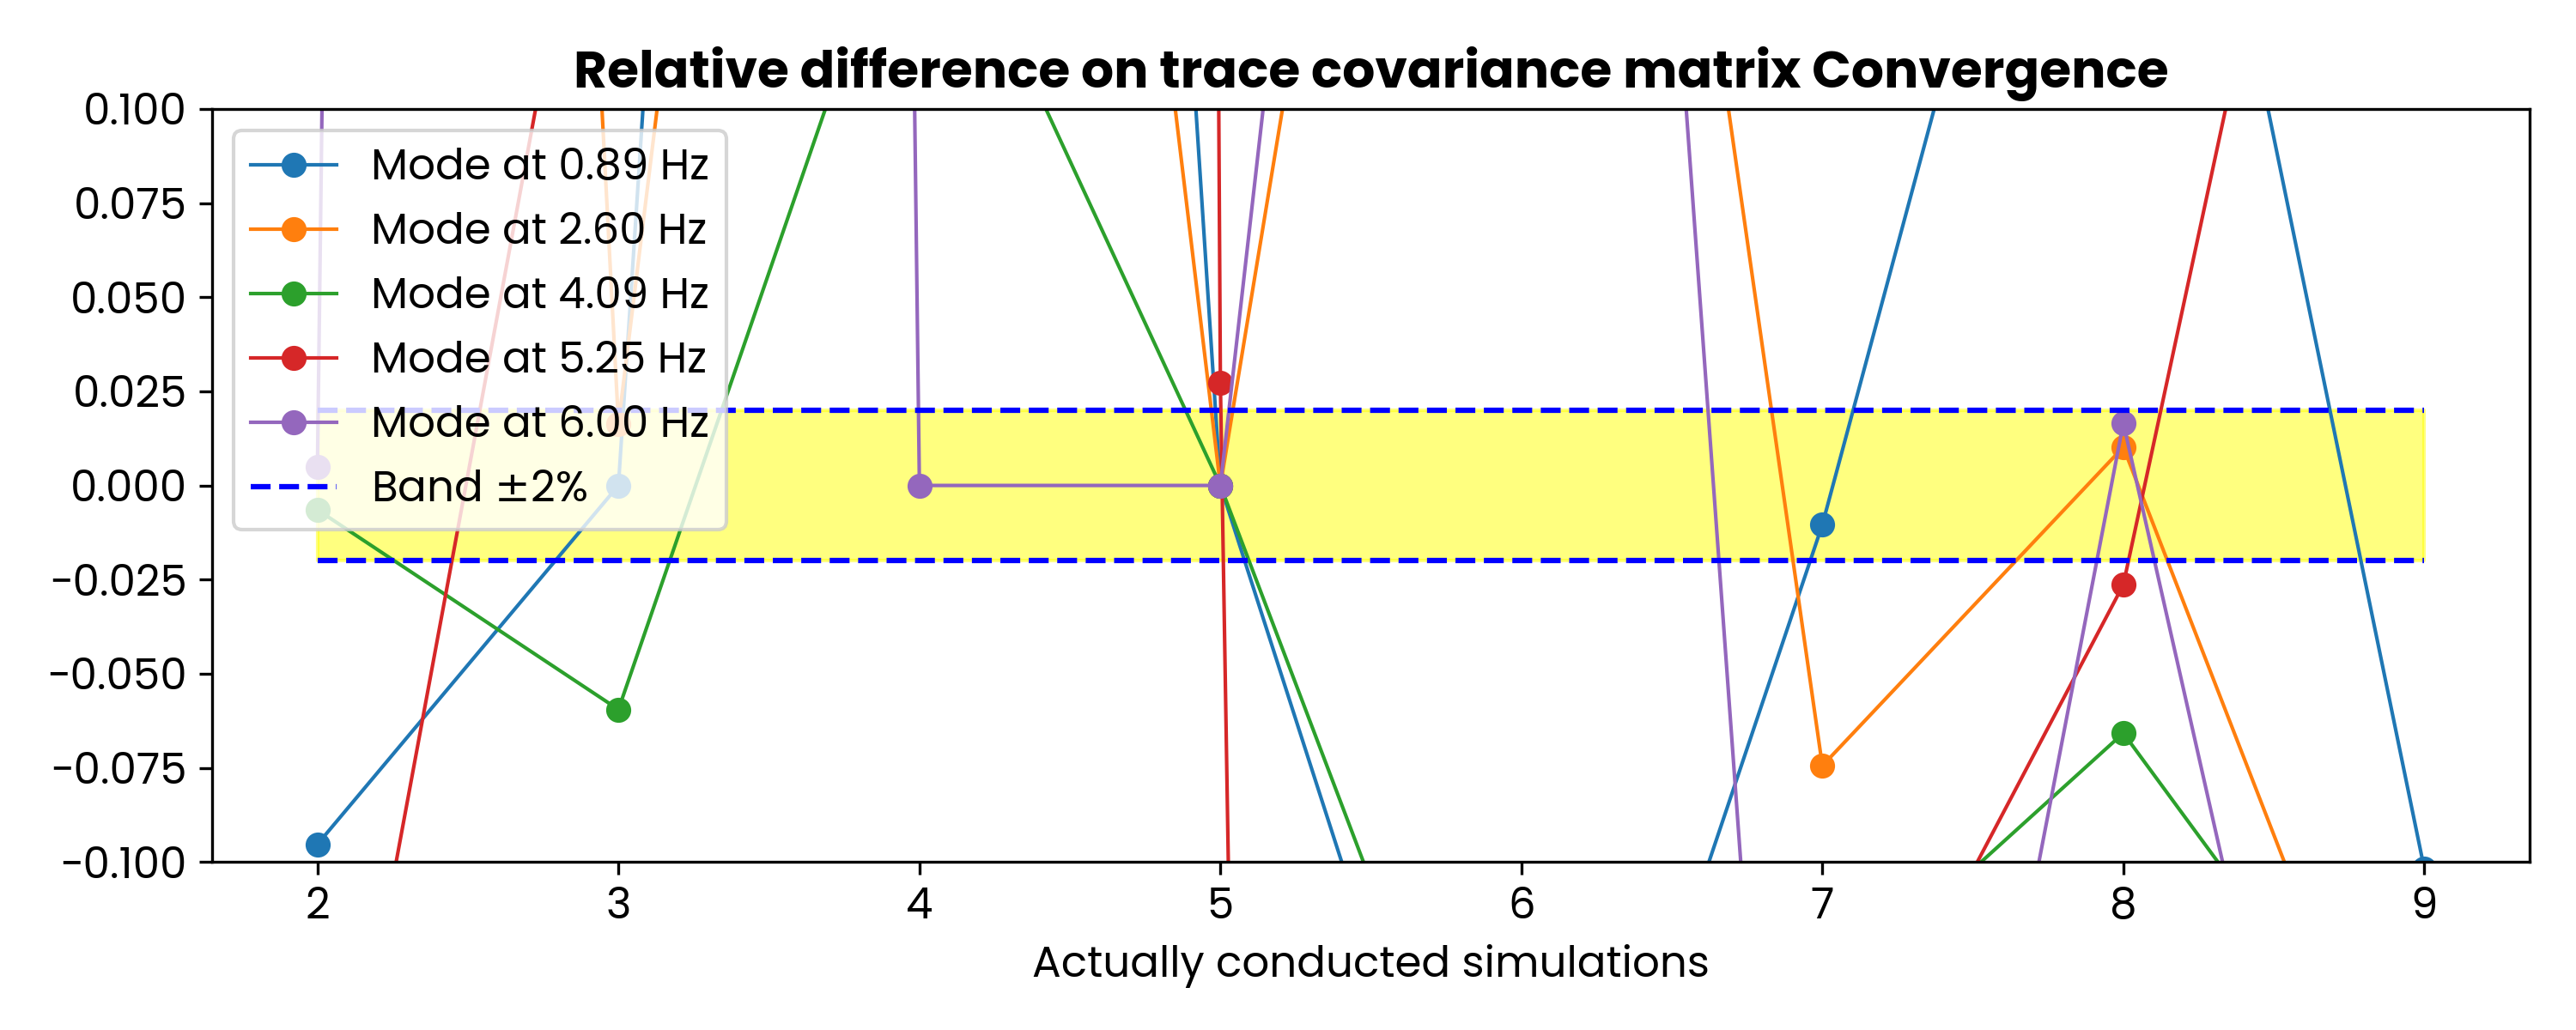 Relative difference on trace covariance matrix Convergence
0.100
0.075
0.050
0.025
0.000
−0.025
−0.050
−0.075
−0.100
Mode at 0.89 Hz
Mode at 2.60 Hz
Mode at 4.09 Hz
Mode at 5.25 Hz
Mode at 6.00 Hz
Band ±2%
2 3 4 5 6 7 8 9
Actually conducted simulations